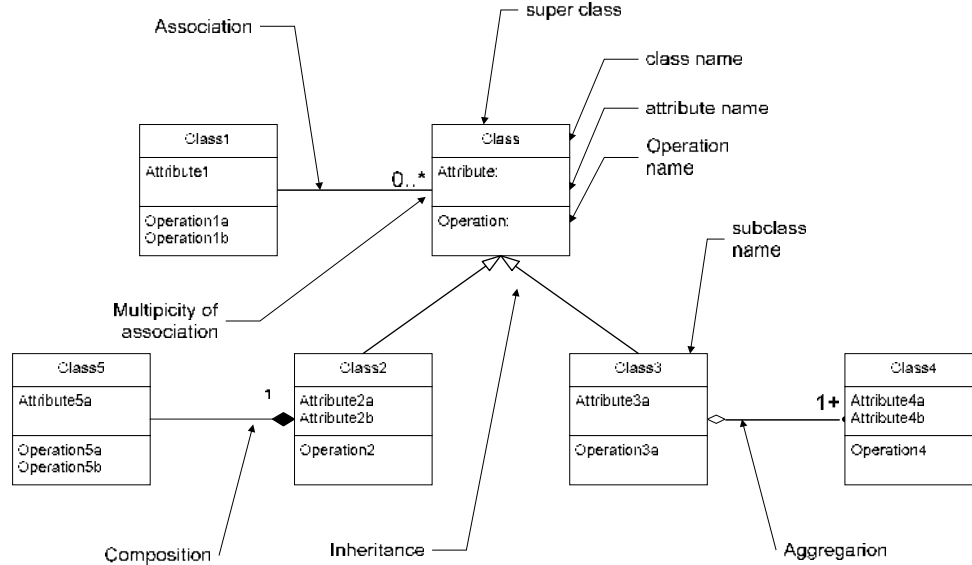 super class
Association
class name
attribute name
Class1
Class
Operation
name
Attribute1
Attribute:
0..*
Operation1a
Operation1b
Operation:
subclass
name
Multipicity of
association
Class5
Class2
Class3
Class4
Attribute5a
1
Attribute2a
Attribute2b
Attribute3a
1+
Attribute4a
Attribute4b
Operation5a
Operation5b
Operation2
Operation3a
Operation4
Composition
Inheritance
Aggregarion